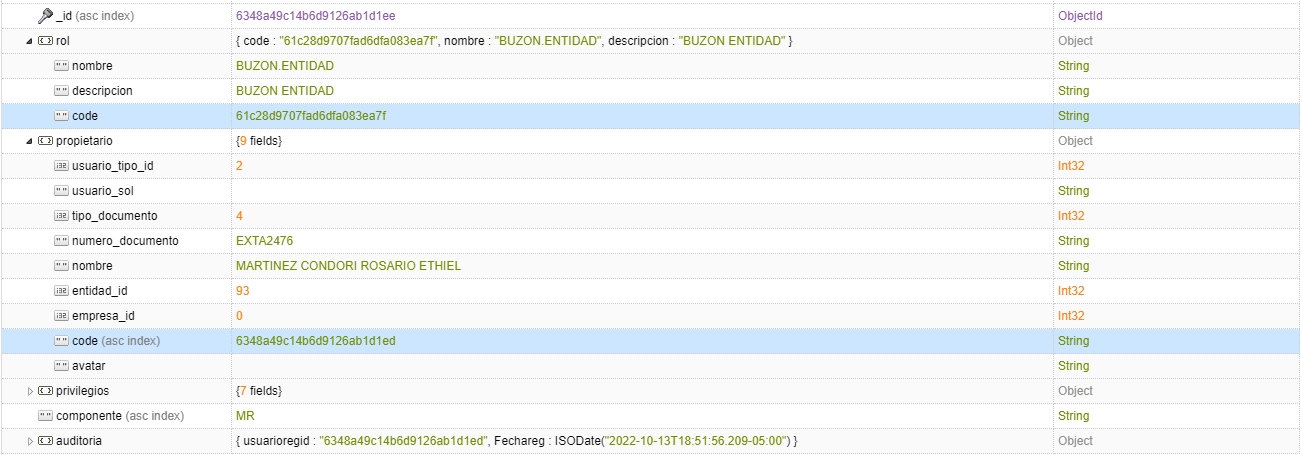 _id (asc index) 6348a49c14b6d9126ab1d1ee ObjectId
rol { code : "61c28d9707fad6dfa083ea7f", nombre : "BUZON.ENTIDAD", descripcion : "BUZON ENTIDAD" } Object
nombre BUZON.ENTIDAD String
descripcion BUZON ENTIDAD String
code 61c28d9707fad6dfa083ea7f String
propietario {9 fields} Object
i32 usuario_tipo_id 2 Int32
usuario_sol String
i32 tipo_documento 4 Int32
numero_documento EXTA2476 String
nombre MARTINEZ CONDORI ROSARIO ETHIEL String
i32 entidad_id 93 Int32
i32 empresa_id 0 Int32
code (asc index) 6348a49c14b6d9126ab1d1ed String
avatar String
privilegios {7 fields} Object
componente (asc index) MR String
auditoria { usuarioregid : "6348a49c14b6d9126ab1d1ed", Fechareg : ISODate("2022-10-13T18:51:56.209-05:00") } Object